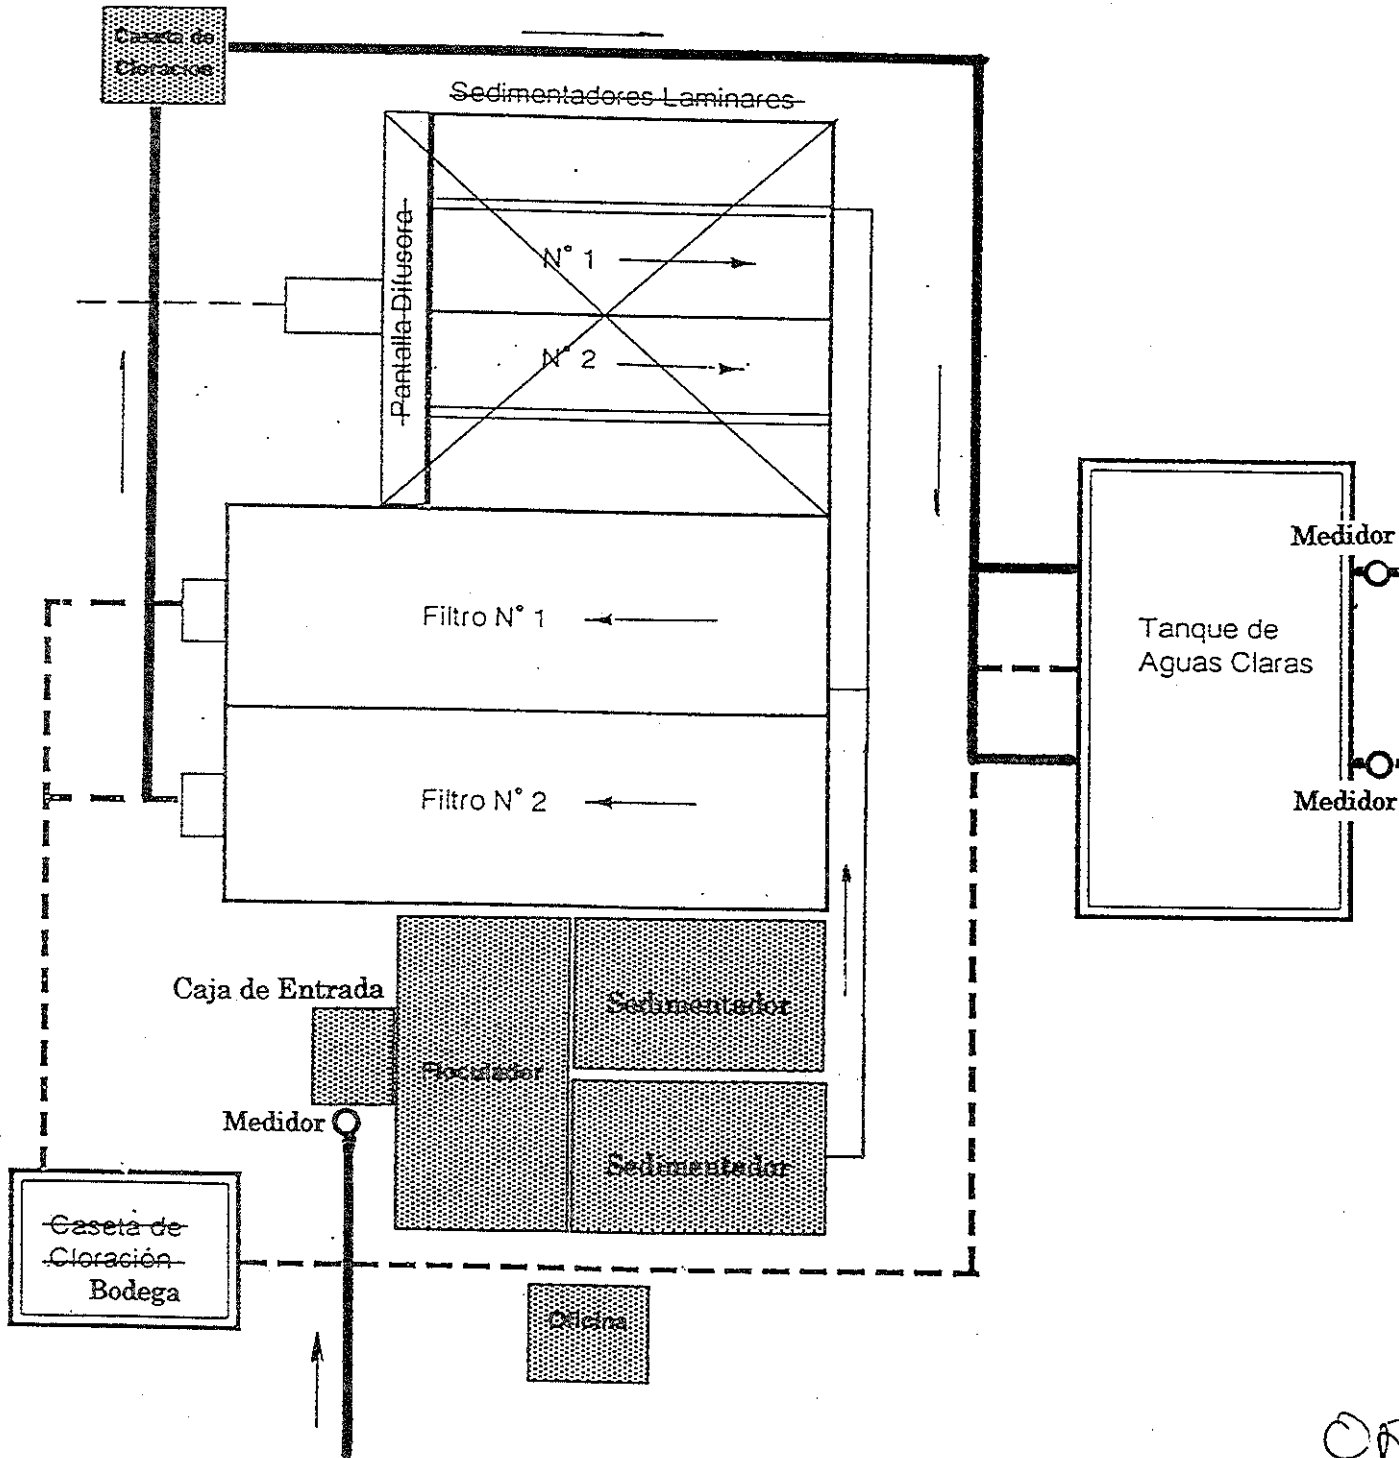 Caseta de
Cloración
Sedimentadores Laminares
Pantalla Difusora
N° 1
N° 2
Medidor
Filtro N° 1
Tanque de
Aguas Claras
Filtro N° 2
Medidor
Caja de Entrada
Sedimentador
Floculador
Medidor
Sedimentador
Caseta de
Cloración
Bodega
Oficina